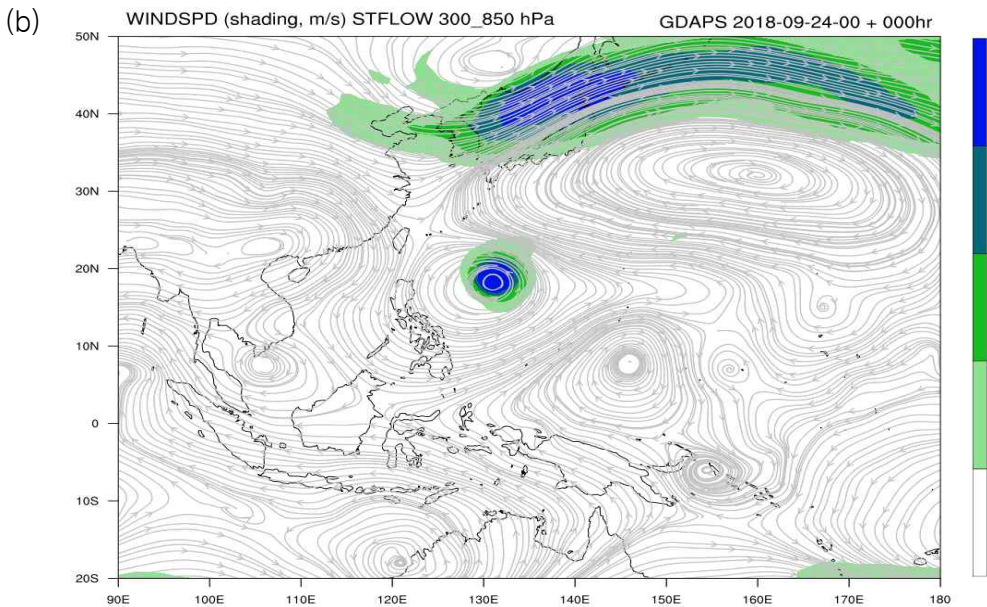 (b)
WINDSPD (shading, m/s) STFLOW 300_850 hPa GDAPS 2018-09-24-00 + 000hr
50N
40N
30N
20N
10N
0
10S
20S
90E 100E 110E 120E 130E 140E 150E 160E 170E 180